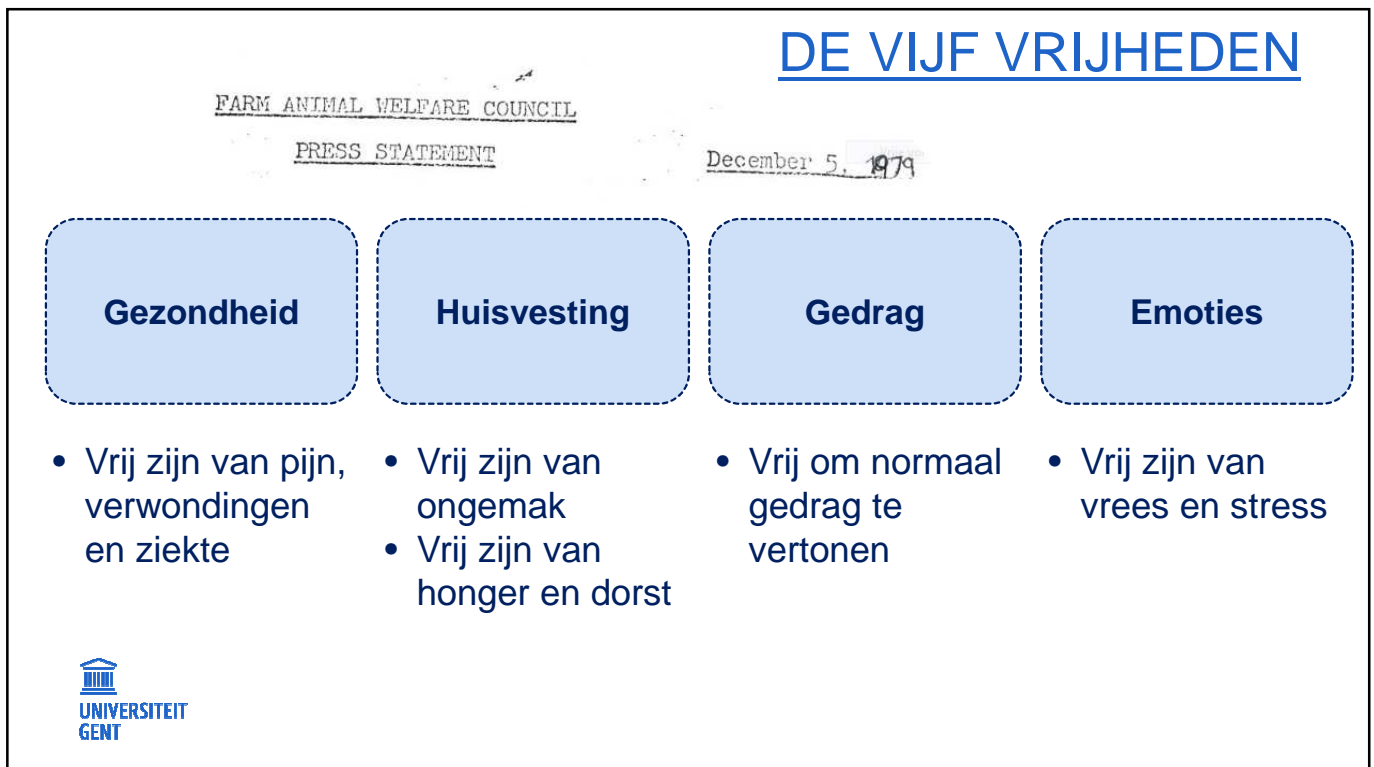 DE VIJF VRIJHEDEN
FARM ANIMAL WELFARE COUNCIL
PRESS STATEMENT
December 5, 1979
Gezondheid
Huisvesting
Gedrag
Emoties
• Vrij zijn van pijn,
verwondingen
en ziekte
• Vrij zijn van
ongemak
• Vrij zijn van
honger en dorst
• Vrij om normaal
gedrag te
vertonen
• Vrij zijn van
vrees en stress
UNIVERSITEIT
GENT